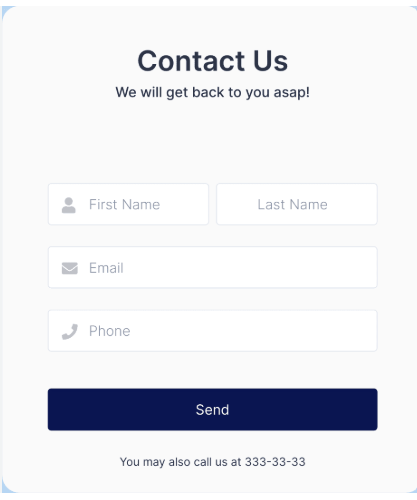 Contact Us
We will get back to you asap!
First Name Last Name
Email
Phone
Send
You may also call us at 333-33-33